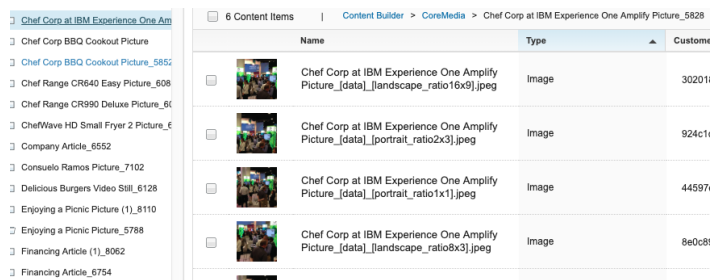 Chef Corp at IBM Experience One Am
Chef Corp BBQ Cookout Picture
Chef Corp BBQ Cookout Picture_5852
Chef Range CR640 Easy Picture_608
Chef Range CR990 Deluxe Picture_60
ChefWave HD Small Fryer 2 Picture_6
Company Article_6552
Consuelo Ramos Picture_7102
Delicious Burgers Video Still_6128
Enjoying a Picnic Picture (1)_8110
Enjoying a Picnic Picture_5788
Financing Article (1)_8062
Financing Article_6754
6 Content Items | Content Builder > CoreMedia > Chef Corp at IBM Experience One Amplify Picture_5828
Name Type Custome
Chef Corp at IBM Experience One Amplify
Picture_[data]_[landscape_ratio16x9].jpeg
Image
302018
Chef Corp at IBM Experience One Amplify
Picture_[data]_[portrait_ratio2x3].jpeg
Image
924c1c
Chef Corp at IBM Experience One Amplify
Picture_[data]_[portrait_ratio1x1].jpeg
Image
44597
Chef Corp at IBM Experience One Amplify
Picture_[data]_[landscape_ratio8x3].jpeg
Image
8e0c89